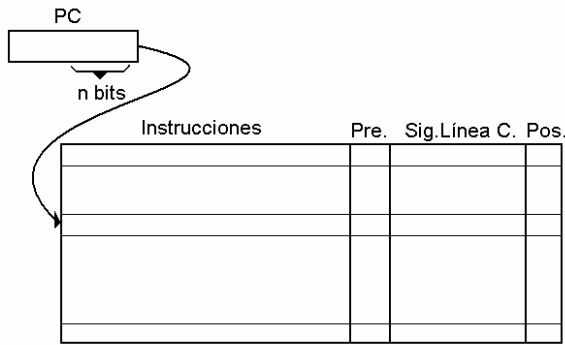 PC
n bits
Instrucciones Pre. Sig.Línea C. Pos.